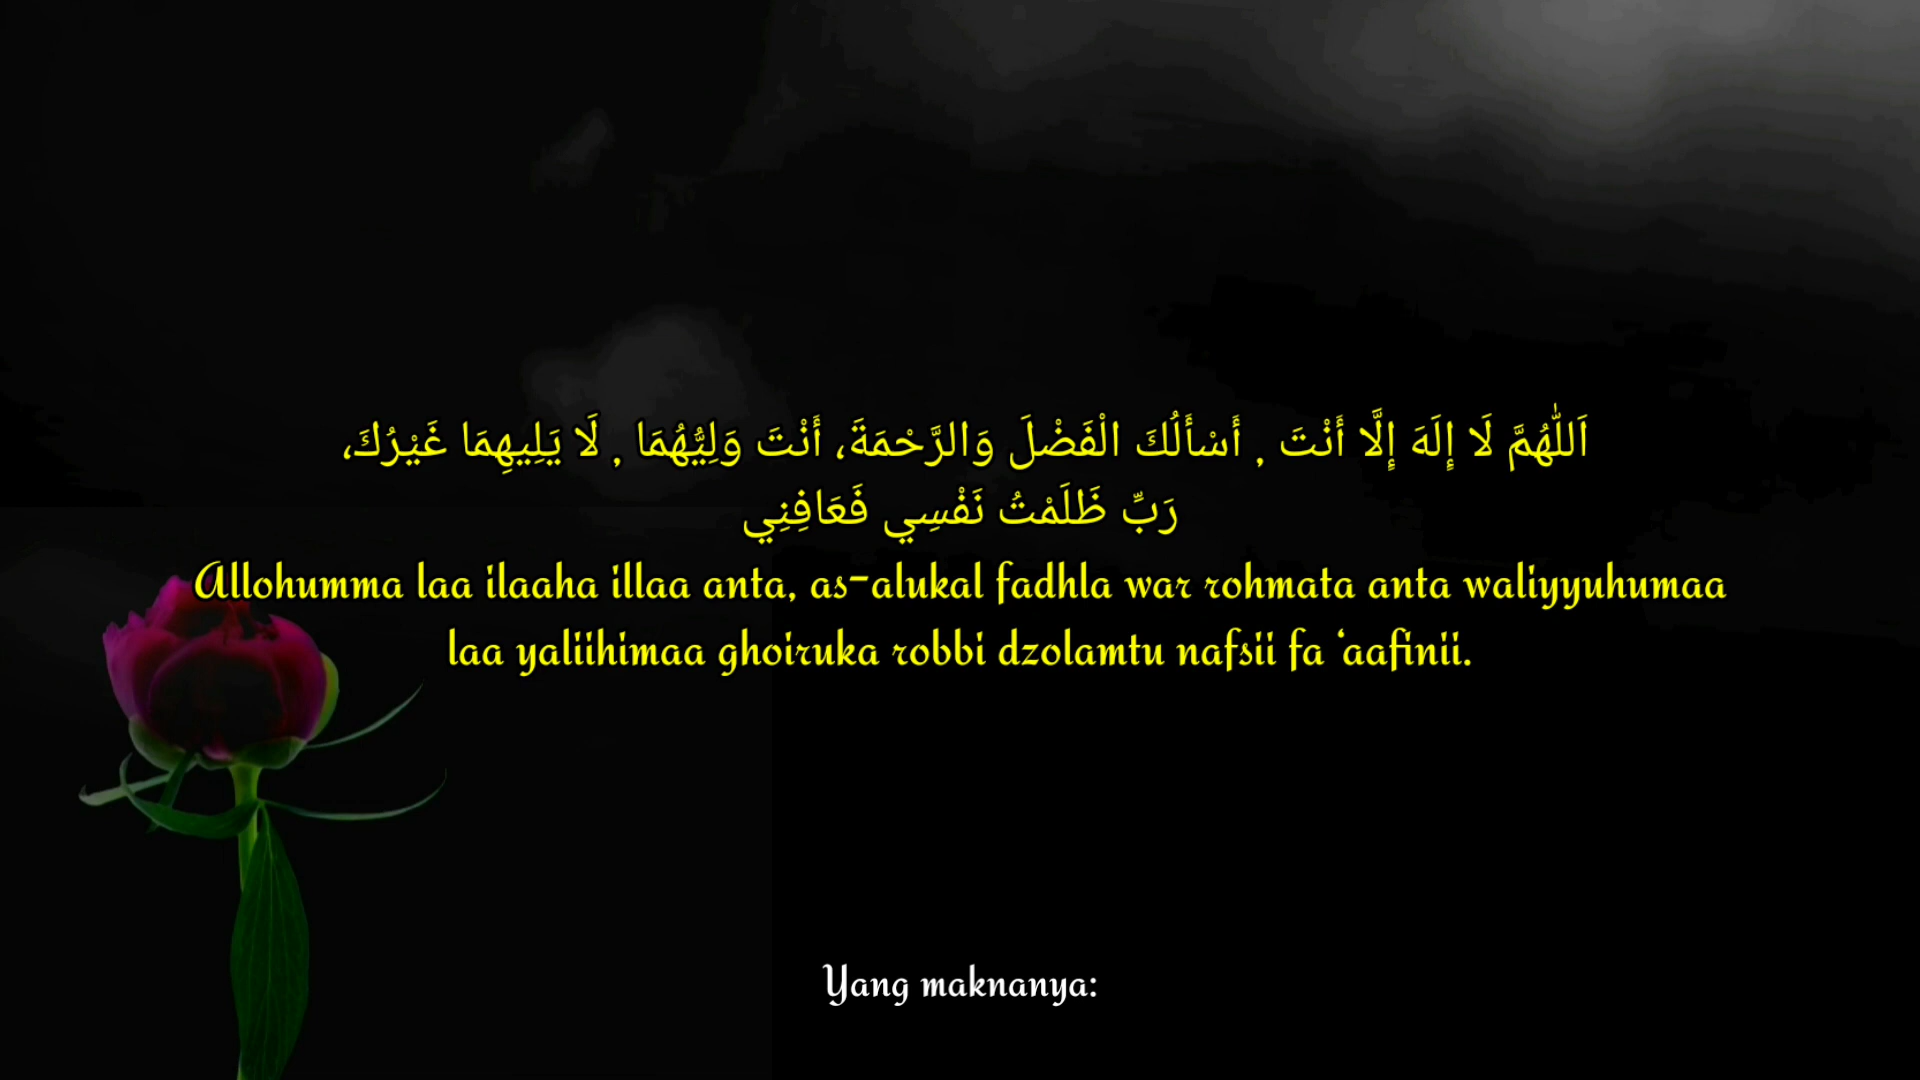 اَللّٰهُمَّ لَا إِلَهَ إِلَّا أَنْتَ , أَسْأَلُكَ الْفَضْلَ وَالرَّحْمَةَ، أَنْتَ وَلِيُّهُمَا , لَا يَلِيهِمَا غَيْرُكَ،
رَبِّ ظَلَمْتُ نَفْسِي فَعَافِنِي
Allohumma laa ilaaha illaa anta, as-alukal fadhla war rohmata anta waliyyuhumaa
laa yaliihimaa ghoiruka robbi dzolamtu nafsii fa ‘aafinii.
Yang maknanya: